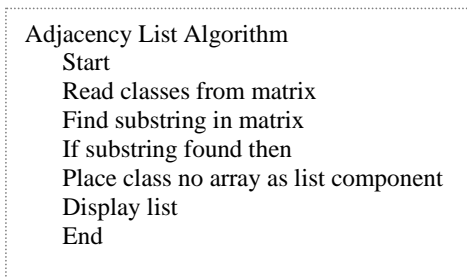 Adjacency List Algorithm
Start
Read classes from matrix
Find substring in matrix
If substring found then
Place class no array as list component
Display list
End